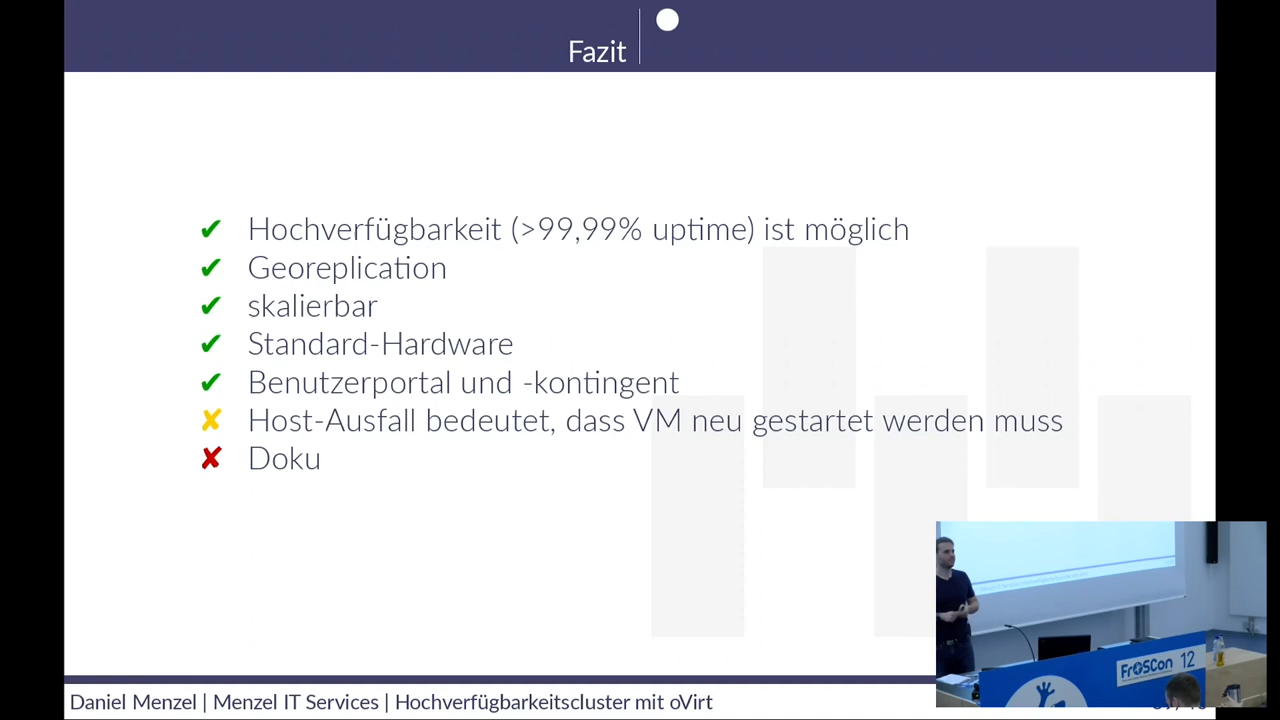 Fazit
✔ Hochverfügbarkeit (>99,99% uptime) ist möglich
✔ Georeplication
✔ skalierbar
✔ Standard-Hardware
✔ Benutzerportal und -kontingent
✘ Host-Ausfall bedeutet, dass VM neu gestartet werden muss
✘ Doku
FrOSCon 12
Daniel Menzel | Menzel IT Services | Hochverfügbarkeitscluster mit oVirt